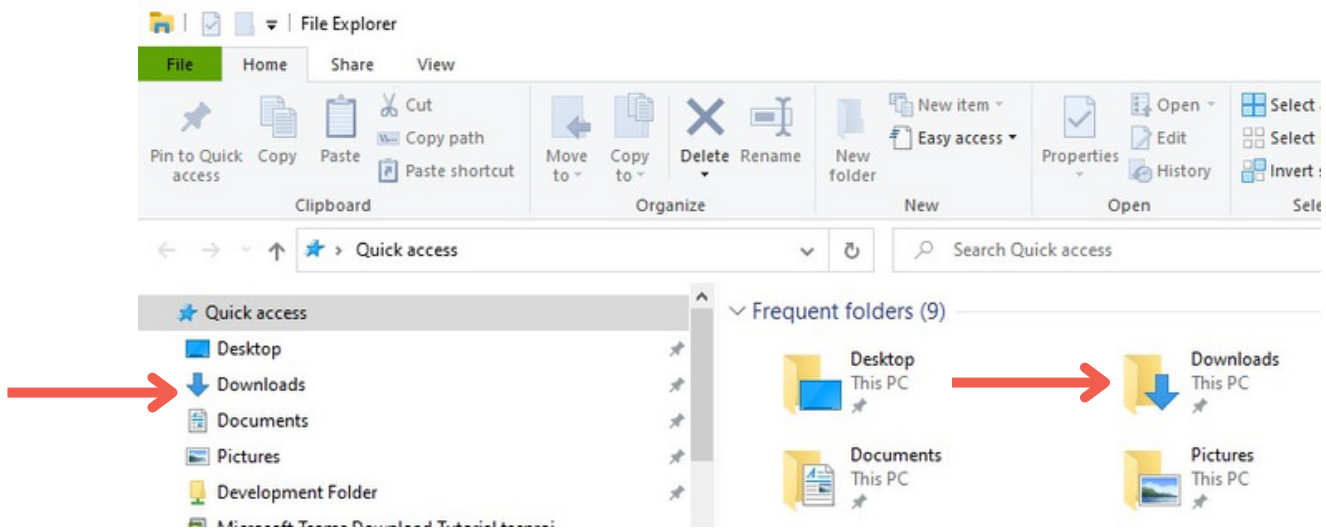 File Explorer
File Home Share View
Pin to Quick access
Copy
Paste
Cut
Copy path
Paste shortcut
Clipboard
Move to
Copy to
Delete
Rename
Organize
New folder
New item
Easy access
New
Properties
Open
Edit
History
Open
Select
Select
Invert
Quick access
Search Quick access
Quick access
Desktop
Downloads
Documents
Pictures
Development Folder
Frequent folders (9)
Desktop
This PC
Downloads
This PC
Documents
This PC
Pictures
This PC